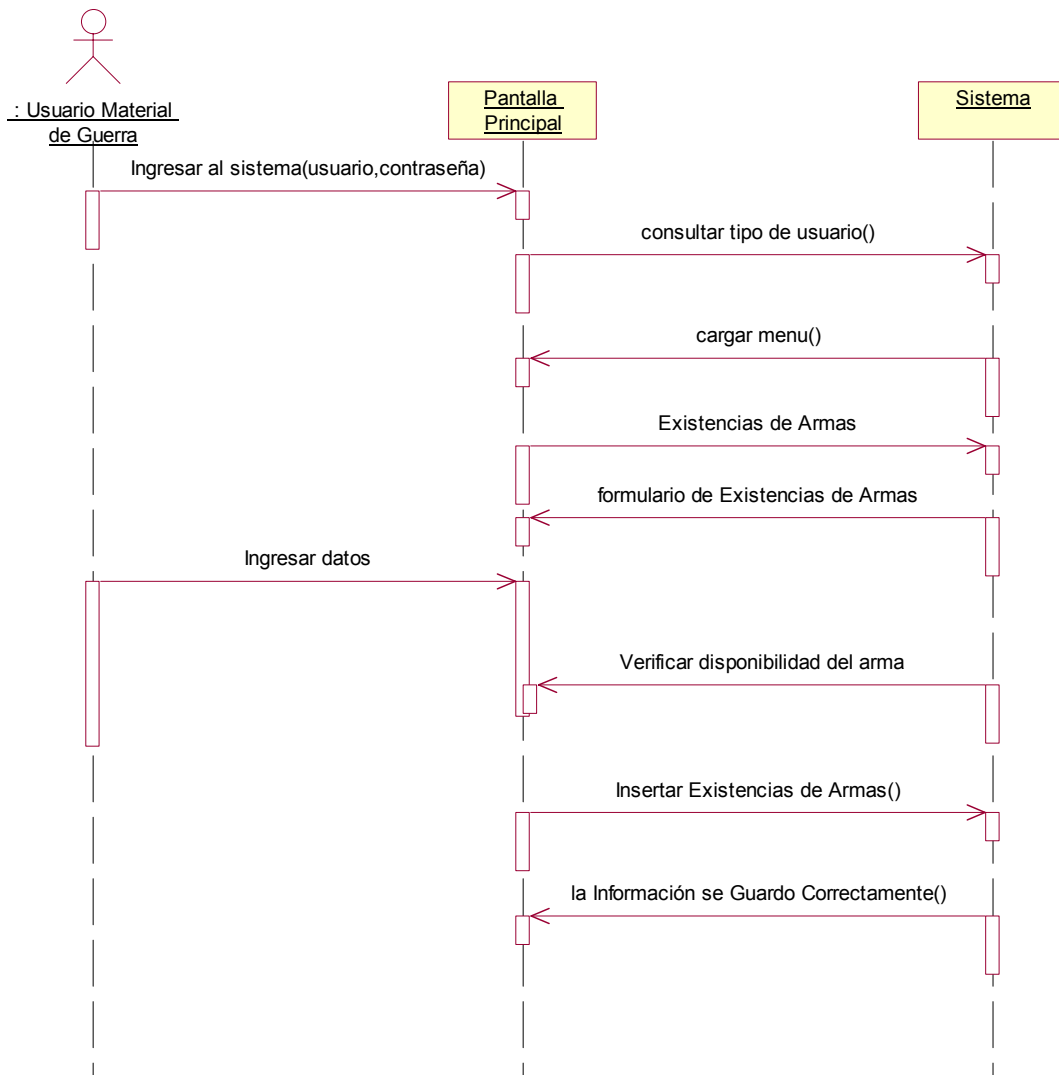 : Usuario Material
de Guerra
Pantalla
Principal
Sistema
Ingresar al sistema(usuario,contraseña)
consultar tipo de usuario()
cargar menu()
Existencias de Armas
formulario de Existencias de Armas
Ingresar datos
Verificar disponibilidad del arma
Insertar Existencias de Armas()
la Información se Guardo Correctamente()